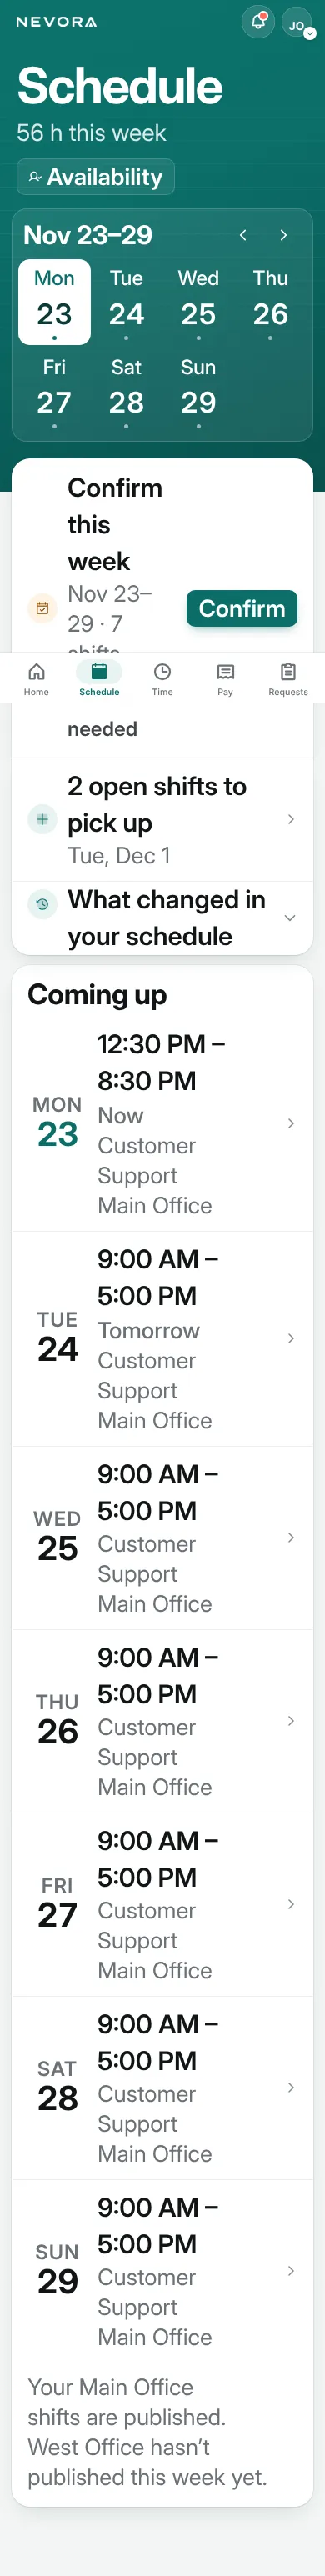 NEVORA
JO
Schedule
56 h this week
Availability
Nov 23–29
Mon Tue Wed Thu
23 24 25 26
Fri Sat Sun
27 28 29
Confirm
this
week
Nov 23–
29 · 7
shifts
Confirm
Home Schedule Time Pay Requests
needed
2 open shifts to
pick up
Tue, Dec 1
What changed in
your schedule
Coming up
MON
23
12:30 PM –
8:30 PM
Now
Customer
Support
Main Office
TUE
24
9:00 AM –
5:00 PM
Tomorrow
Customer
Support
Main Office
WED
25
9:00 AM –
5:00 PM
Customer
Support
Main Office
THU
26
9:00 AM –
5:00 PM
Customer
Support
Main Office
FRI
27
9:00 AM –
5:00 PM
Customer
Support
Main Office
SAT
28
9:00 AM –
5:00 PM
Customer
Support
Main Office
SUN
29
9:00 AM –
5:00 PM
Customer
Support
Main Office
Your Main Office
shifts are published.
West Office hasn't
published this week yet.